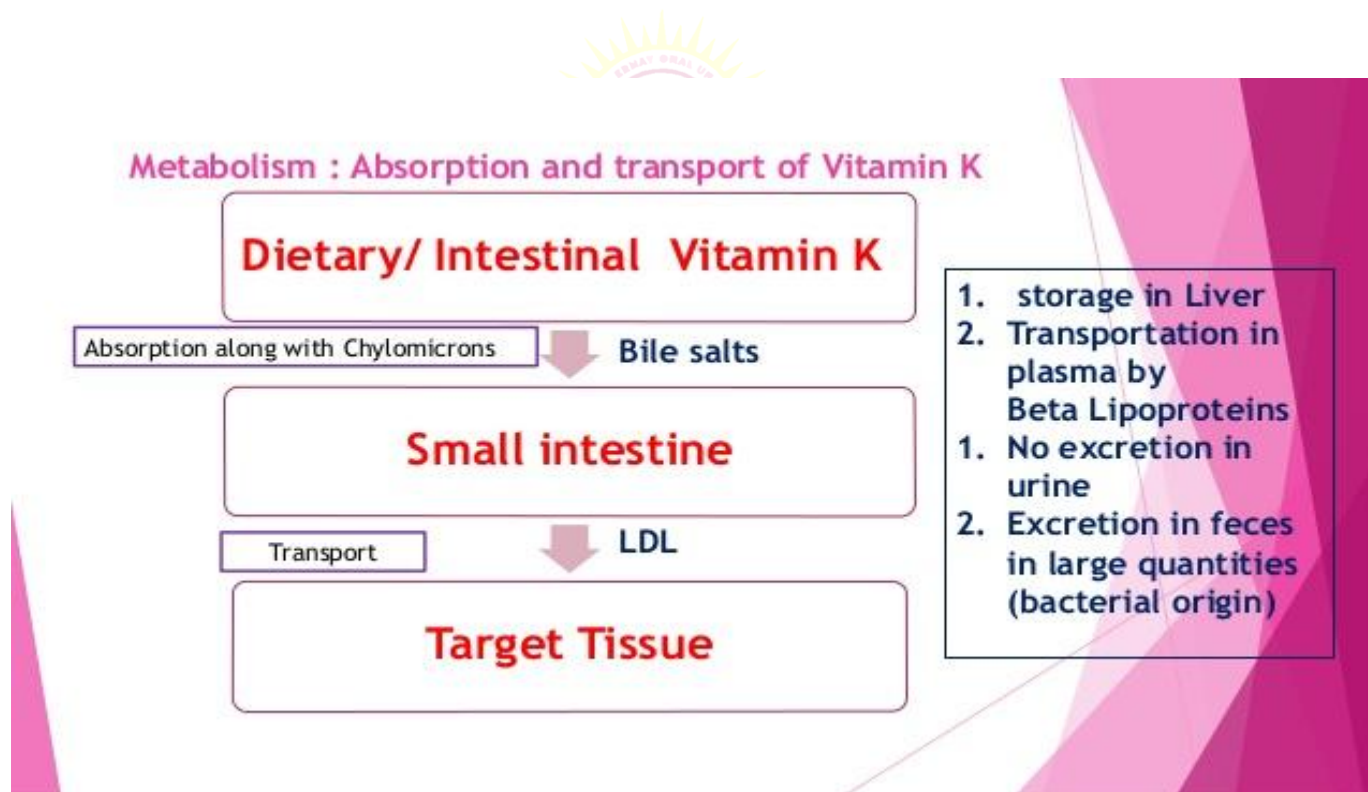 Metabolism : Absorption and transport of Vitamin K
Dietary/ Intestinal Vitamin K
Absorption along with Chylomicrons
Bile salts
Small intestine
Transport
LDL
Target Tissue
1. storage in Liver
2. Transportation in
plasma by
Beta Lipoproteins
1. No excretion in
urine
2. Excretion in feces
in large quantities
(bacterial origin)